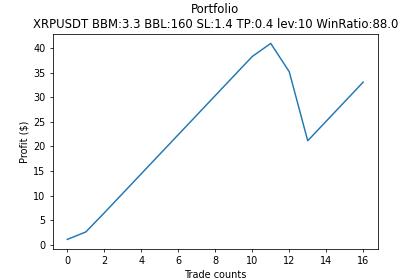 Portfolio
XRPUSDT BBM:3.3 BBL:160 SL:1.4 TP:0.4 lev:10 WinRatio:88.0
40
35
30
25
20
15
10
5
0
Profit ($)
0 2 4 6 8 10 12 14 16
Trade counts